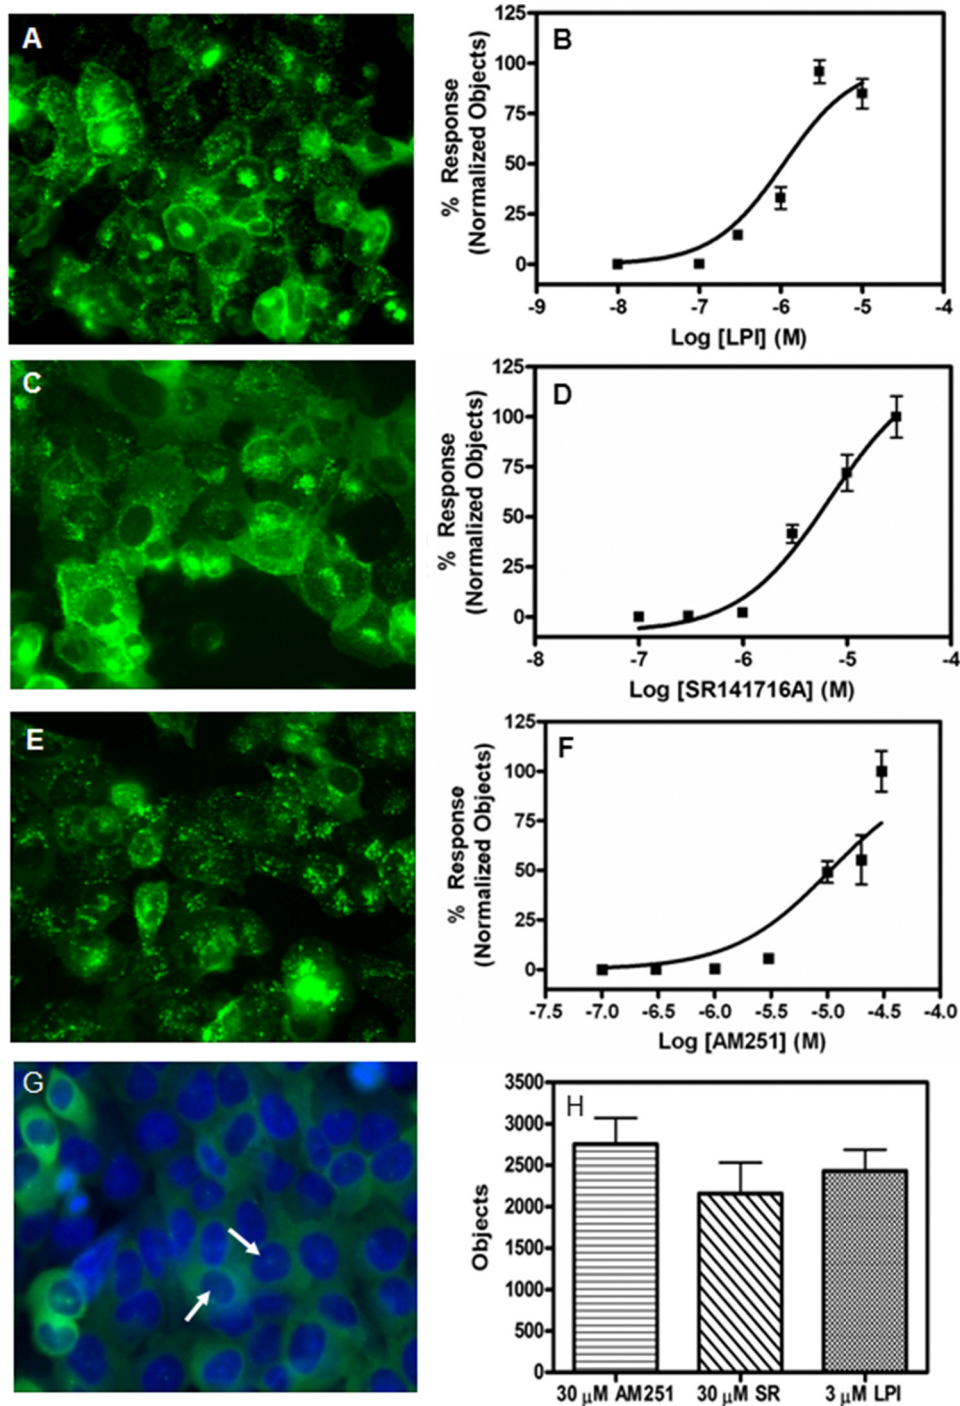 A
B
125
100
75
50
25
0
% Response
(Normalized Objects)
-9 -8 -7 -6 -5 -4
Log [LPI] (M)
C
D
125
100
75
50
25
0
% Response
(Normalized Objects)
-8 -7 -6 -5 -4
Log [SR141716A] (M)
E
F
125
100
75
50
25
0
% Response
(Normalized Objects)
-7.5 -7.0 -6.5 -6.0 -5.5 -5.0 -4.5 -4.0
Log [AM251] (M)
G
H
3500
3000
2500
2000
1500
1000
500
0
Objects
30 μM AM251 30 μM SR 3 μM LPI